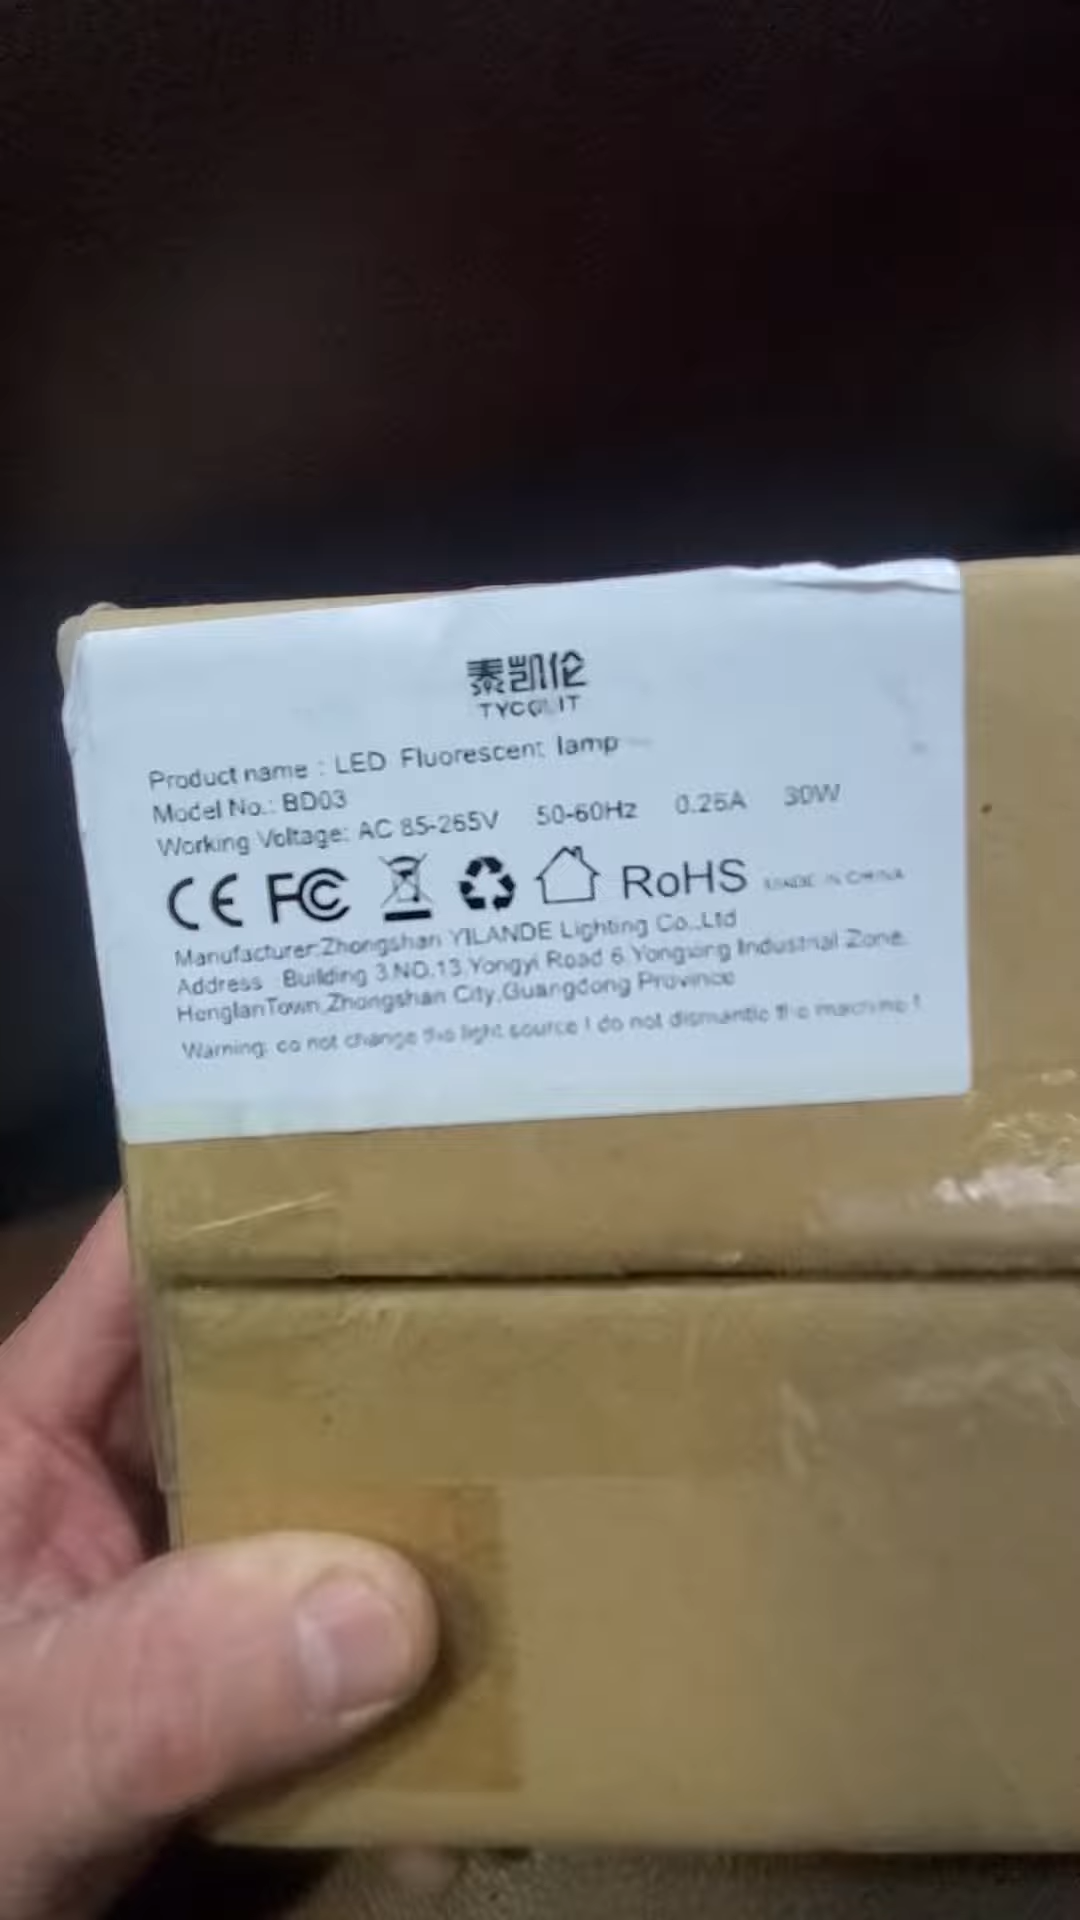 泰凯伦
Product name : LED Fluorescent lamp
Model No.: BD03
Working Voltage: AC 85-265V 50-60Hz 0.26A 30W
CE FC RoHS MADE IN CHINA
Manufacturer:Zhongshan YILANDE Lighting Co.,Ltd
Address : Building 3,NO.13,Yongyi Road 6,Yongxing Industrial Zone,
HenglanTown,Zhongshan City,Guangdong Province
Warning: do not change the light source ! do not dismantle the machine !